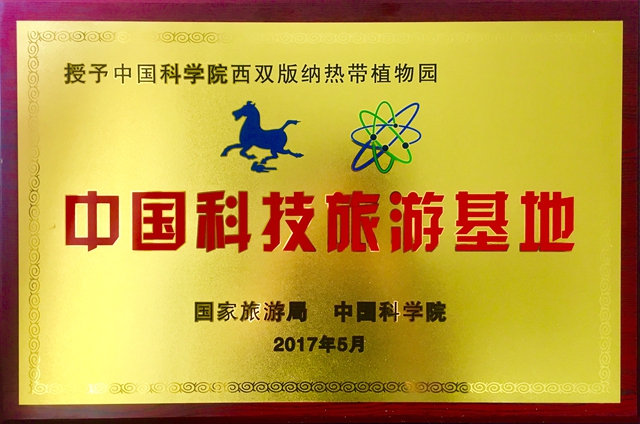 授予中国科学院西双版纳热带植物园
中国科技旅游基地
国家旅游局 中国科学院
2017年5月